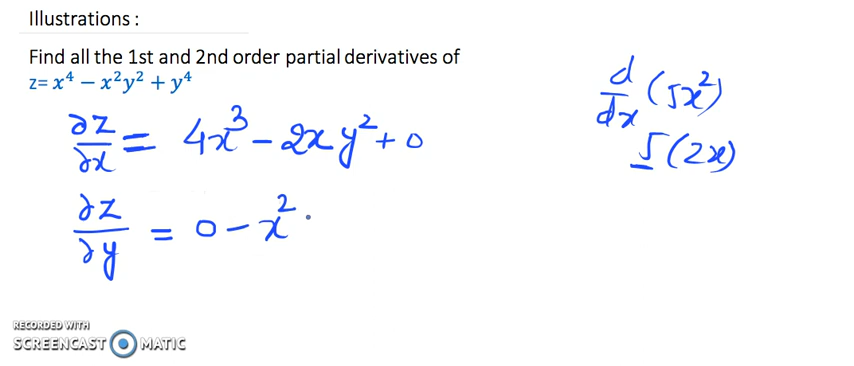 Illustrations :
Find all the 1st and 2nd order partial derivatives of
z= x⁴ − x²y² + y⁴
∂z/∂x = 4x³ − 2xy² + 0
∂z/∂y = 0 − x² ·
d/dx (5x²)
5(2x)
RECORDED WITH
SCREENCAST MATIC